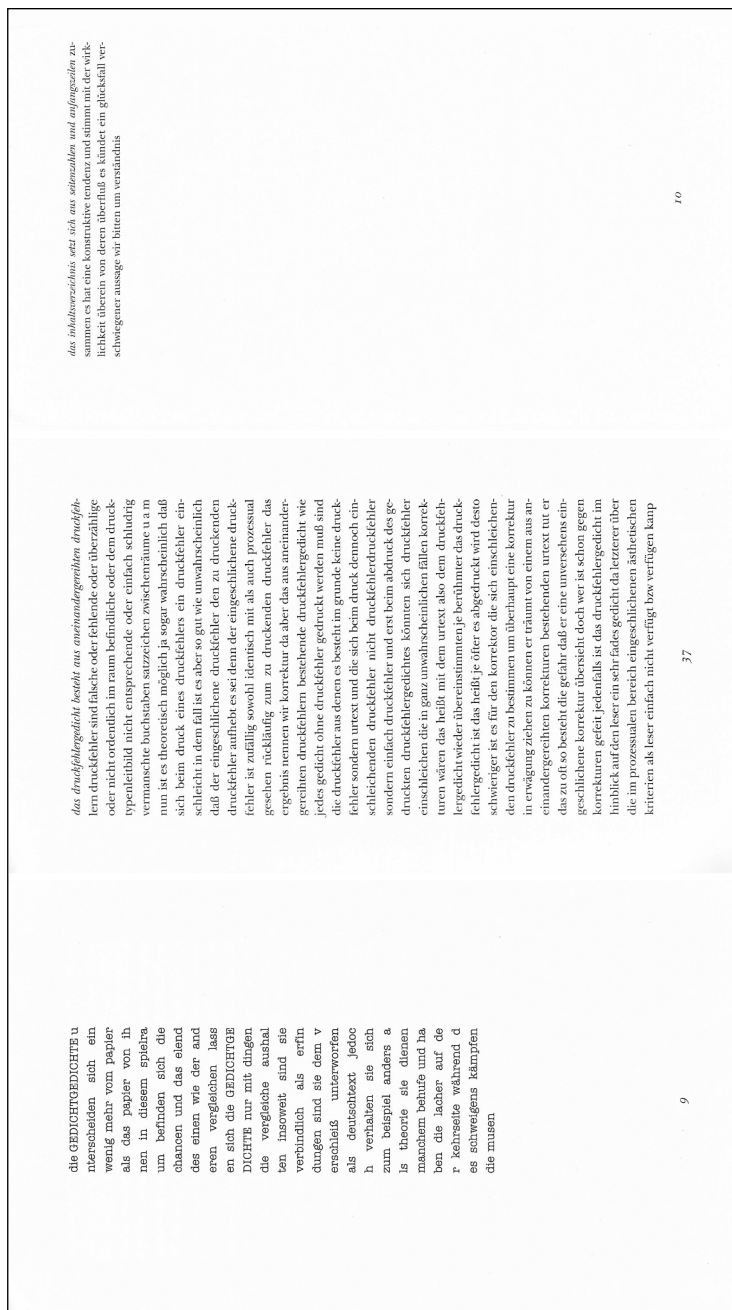 die GEDICHTGEDICHTE u
nterscheiden sich ein
wenig mehr vom papier
als das papier von ih
nen in diesem spielra
um befinden sich die
chancen und das elend
des einen wie der and
eren vergleichen lass
en sich die GEDICHTGE
DICHTE nur mit dingen
die vergleiche aushal
ten insoweit sind sie
verbindlich als erfin
dungen sind sie dem v
erschleiß unterworfen
als deutschtext jedoc
h verhalten sie sich
zum beispiel anders a
ls theorie sie dienen
manchem behufe und ha
ben die lacher auf de
r kehrseite während d
es schweigens kämpfen
die musen
9
das druckfehlergedicht besteht aus aneinandergereihten druckfeh-
lern druckfehler sind falsche oder fehlende oder überzählige
oder nicht ordentlich im raum befindliche oder dem druck-
typenleitbild nicht entsprechende oder einfach schludrig
vermanschte buchstaben satzzeichen zwischenräume u a m
nun ist es theoretisch möglich ja sogar wahrscheinlich daß
sich beim druck eines druckfehlers ein druckfehler ein-
schleicht in dem fall ist es aber so gut wie unwahrscheinlich
daß der eingeschlichene druckfehler den zu druckenden
druckfehler aufhebt es sei denn der eingeschlichene druck-
fehler ist zufällig sowohl identisch mit als auch prozessual
gesehen rückläufig zum zu druckenden druckfehler das
ergebnis nennen wir korrektur da aber das aus aneinander-
gereihten druckfehlern bestehende druckfehlergedicht wie
jedes gedicht ohne druckfehler gedruckt werden muß sind
die druckfehler aus denen es besteht im grunde keine druck-
fehler sondern urtext und die sich beim druck dennoch ein-
schleichenden druckfehler nicht druckfehlerdruckfehler
sondern einfach druckfehler und erst beim abdruck des ge-
druckten druckfehlergedichtes könnten sich druckfehler
einschleichen die in ganz unwahrscheinlichen fällen korrek-
turen wären das heißt mit dem urtext also dem druckfeh-
lergedicht wieder übereinstimmten je berühmter das druck-
fehlergedicht ist das heißt je öfter es abgedruckt wird desto
schwieriger ist es für den korrektor die sich einschleichen-
den druckfehler zu bestimmen um überhaupt eine korrektur
in erwägung ziehen zu können er träumt von einem aus an-
einandergereihten korrekturen bestehenden urtext tut er
das zu oft so besteht die gefahr daß er eine unversehens ein-
geschlichene korrektur übersieht doch wer ist schon gegen
korrekturen gefeit jedenfalls ist das druckfehlergedicht im
hinblick auf den leser ein sehr fades gedicht da letzterer über
die im prozessualen bereich eingeschlichenen ästhetischen
kriterien als leser einfach nicht verfügt bzw verfügen kanp
37
das inhaltsverzeichnis setzt sich aus seitenzahlen und anfangszeilen zu-
sammen es hat eine konstruktive tendenz und stimmt mit der wirk-
lichkeit überein von deren überfluß es kündet ein glücksfall ver-
schwiegener aussage wir bitten um verständnis
10